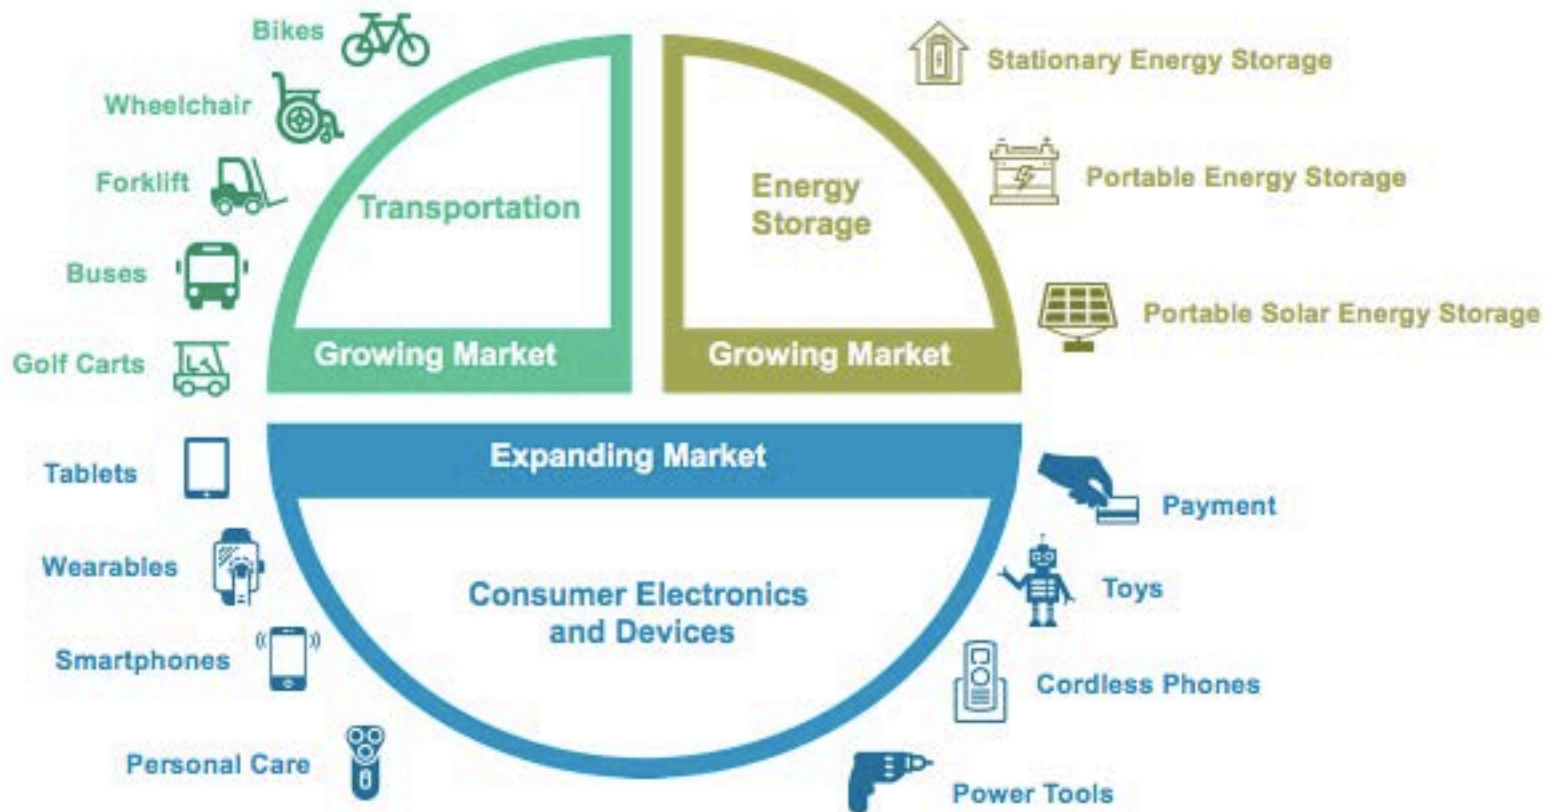 Bikes
Wheelchair
Forklift
Buses
Golf Carts
Transportation
Growing Market
Energy
Storage
Growing Market
Stationary Energy Storage
Portable Energy Storage
Portable Solar Energy Storage
Expanding Market
Consumer Electronics
and Devices
Tablets
Wearables
Smartphones
Personal Care
Payment
Toys
Cordless Phones
Power Tools